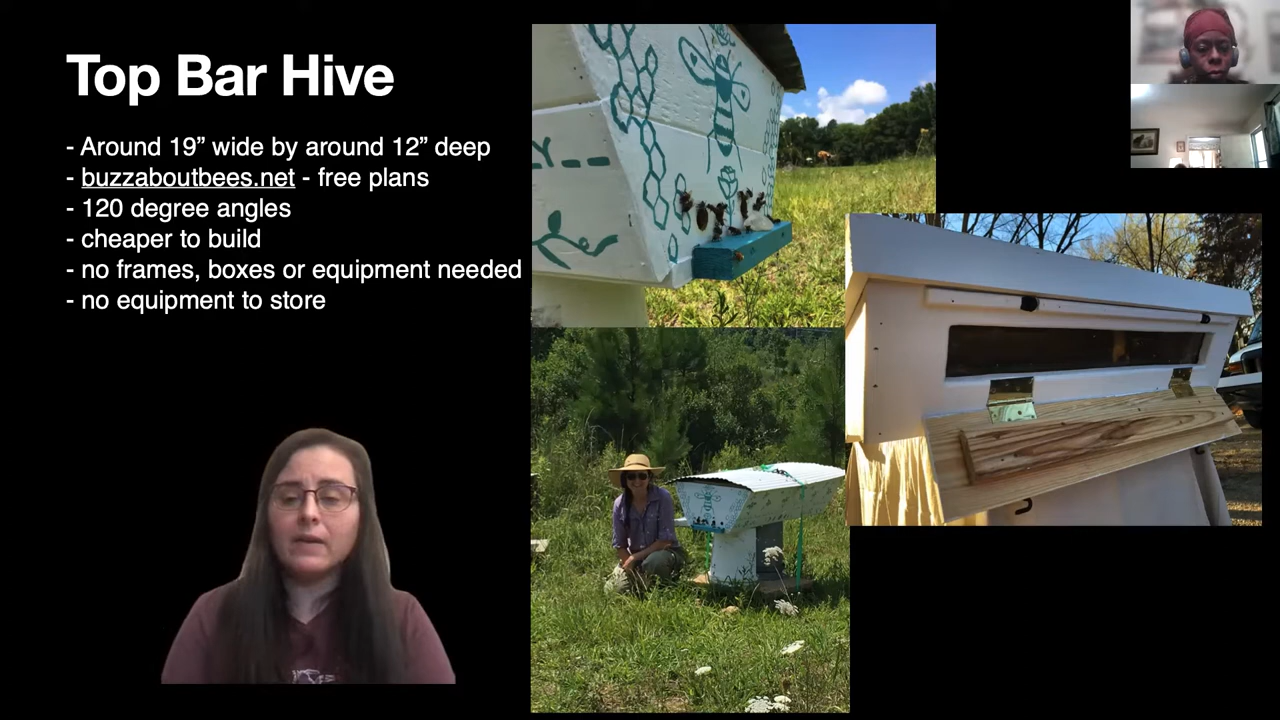 Top Bar Hive
- Around 19” wide by around 12” deep
- buzzaboutbees.net - free plans
- 120 degree angles
- cheaper to build
- no frames, boxes or equipment needed
- no equipment to store